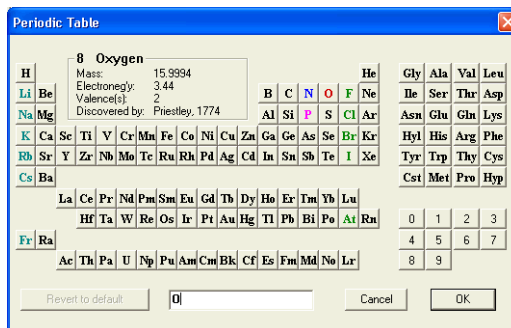 Periodic Table
8 Oxygen
Mass: 15.9994
Electroneg'y: 3.44
Valence(s): 2
Discovered by: Priestley, 1774
H He Gly Ala Val Leu
Li Be B C N O F Ne Ile Ser Thr Asp
Na Mg Al Si P S Cl Ar Asn Glu Gln Lys
K Ca Sc Ti V Cr Mn Fe Co Ni Cu Zn Ga Ge As Se Br Kr Hyl His Arg Phe
Rb Sr Y Zr Nb Mo Tc Ru Rh Pd Ag Cd In Sn Sb Te I Xe Tyr Trp Thy Cys
Cs Ba Cst Met Pro Hyp
La Ce Pr Nd Pm Sm Eu Gd Tb Dy Ho Er Tm Yb Lu
Hf Ta W Re Os Ir Pt Au Hg Tl Pb Bi Po At Rn 0 1 2 3
Fr Ra 4 5 6 7
Ac Th Pa U Np Pu Am Cm Bk Cf Es Fm Md No Lr 8 9
Revert to default O Cancel OK